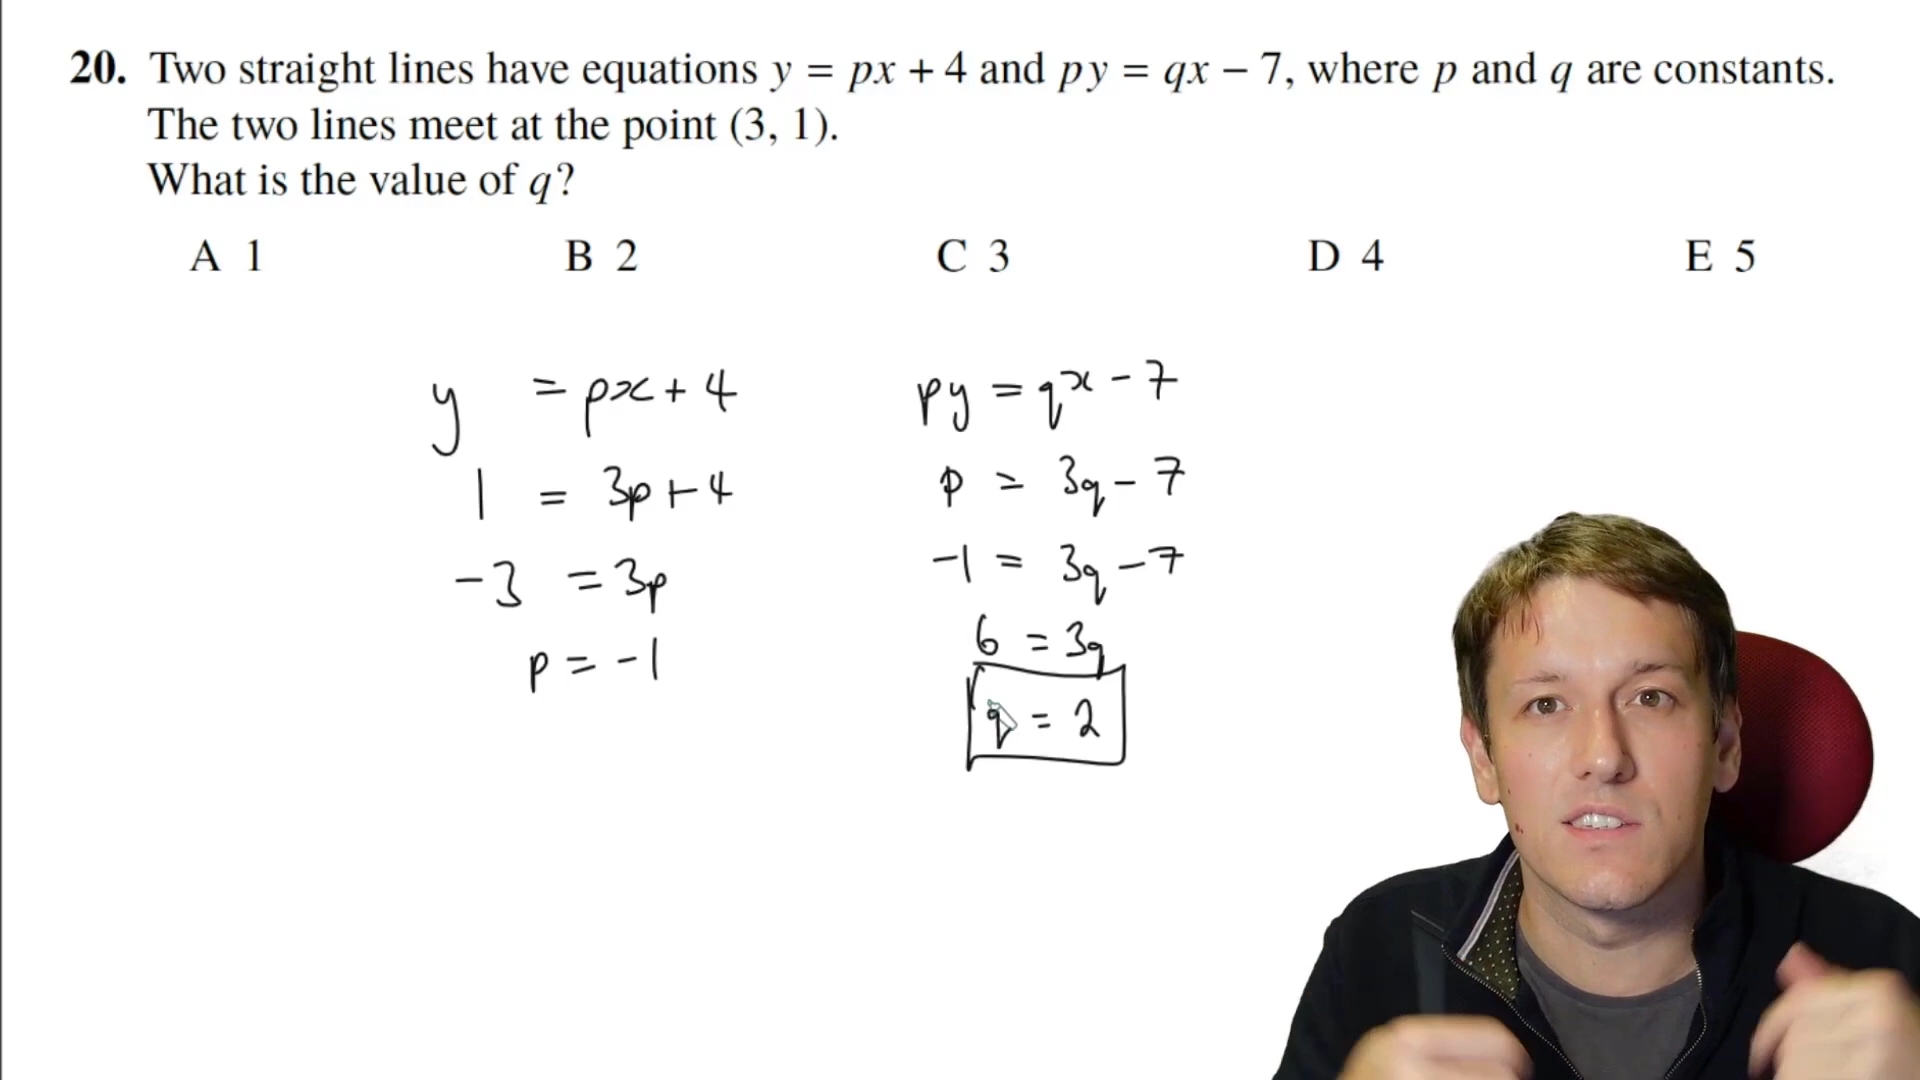 20. Two straight lines have equations y = px + 4 and py = qx − 7, where p and q are constants.
The two lines meet at the point (3, 1).
What is the value of q?
A 1 B 2 C 3 D 4 E 5
y = px + 4
1 = 3p + 4
-3 = 3p
p = -1
py = qx - 7
p = 3q - 7
-1 = 3q - 7
6 = 3q
q = 2